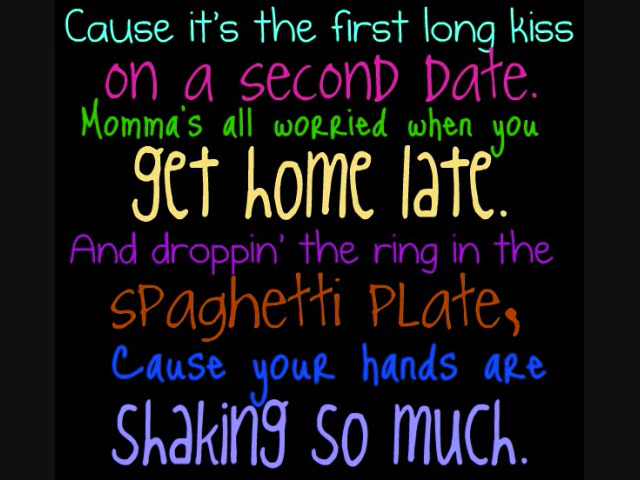 Cause it's the first long kiss
on a second date.
Momma's all worried when you
get home late.
And droppin' the ring in the
spaghetti plate,
Cause your hands are
shaking so much.